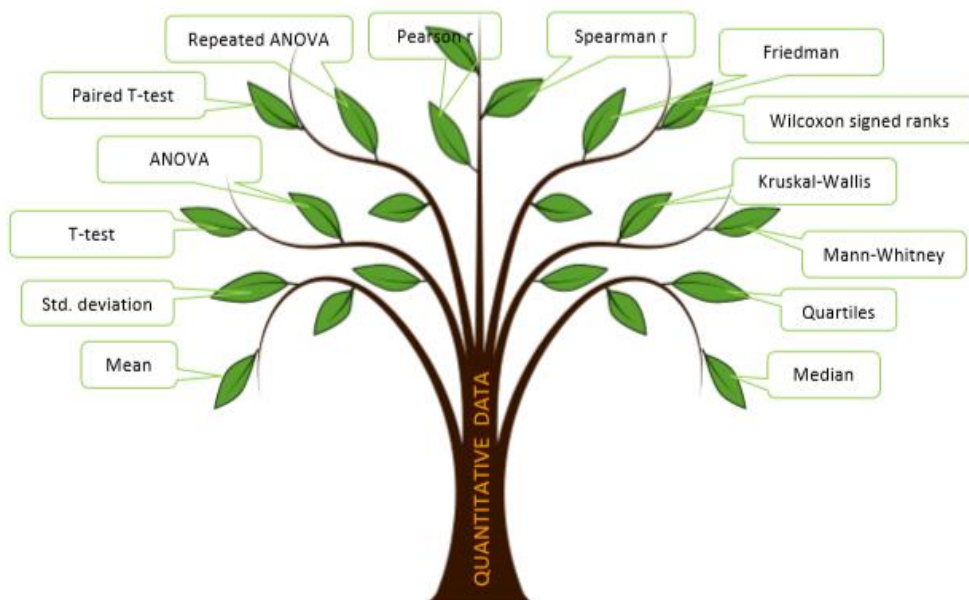 Repeated ANOVA
Pearson r
Spearman r
Friedman
Paired T-test
Wilcoxon signed ranks
ANOVA
Kruskal-Wallis
T-test
Mann-Whitney
Std. deviation
Quartiles
Mean
Median
QUANTITATIVE DATA